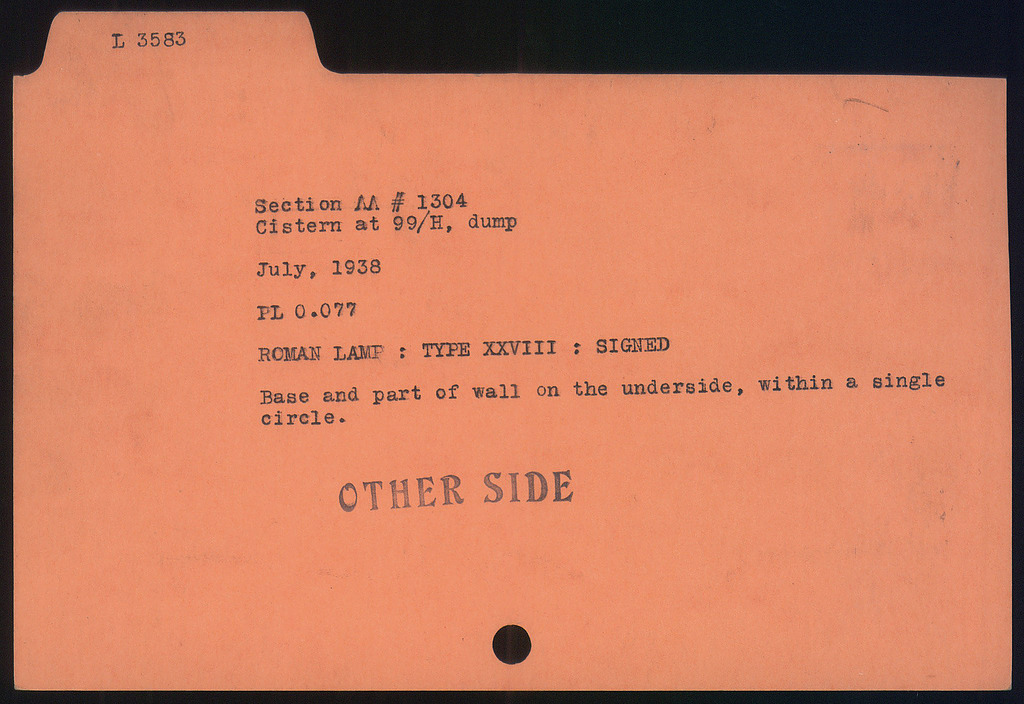 L 3583
Section AA # 1304
Cistern at 99/H, dump
July, 1938
PL 0.077
ROMAN LAMP : TYPE XXVIII : SIGNED
Base and part of wall on the underside, within a single
circle.
OTHER SIDE